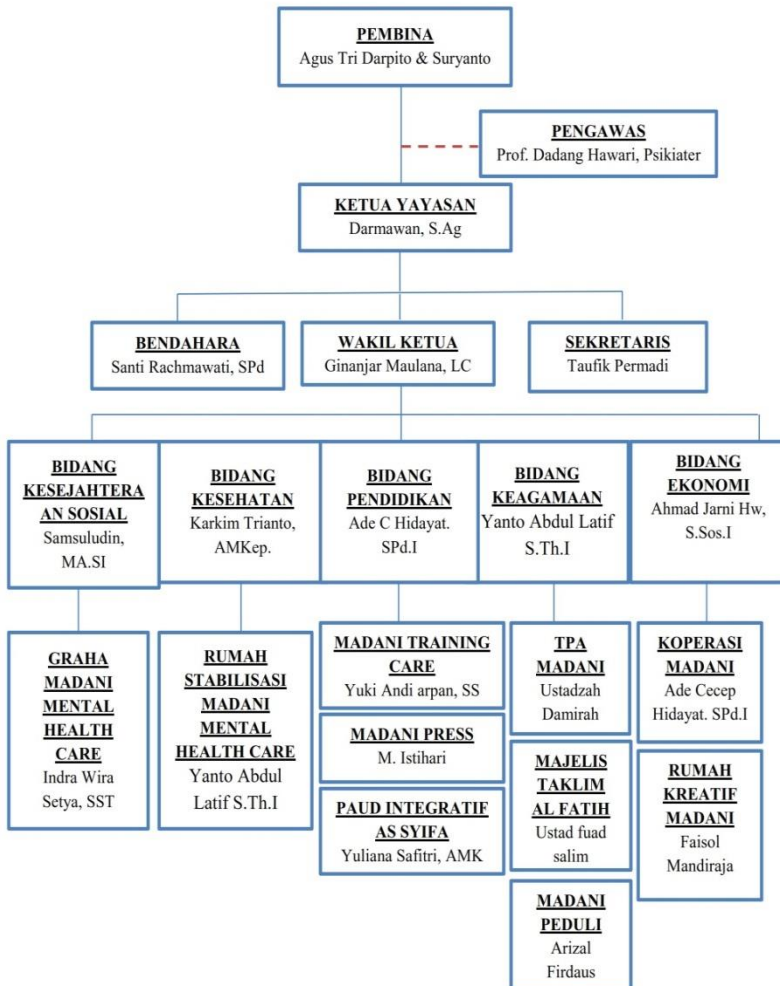 PEMBINA
Agus Tri Darpito & Suryanto
PENGAWAS
Prof. Dadang Hawari, Psikiater
KETUA YAYASAN
Darmawan, S.Ag
BENDAHARA
Santi Rachmawati, SPd
WAKIL KETUA
Ginanjar Maulana, LC
SEKRETARIS
Taufik Permadi
BIDANG
KESEJAHTERA
AN SOSIAL
Samsuludin,
MA.SI
BIDANG
KESEHATAN
Karkim Trianto,
AMKep.
BIDANG
PENDIDIKAN
Ade C Hidayat.
SPd.I
BIDANG
KEAGAMAAN
Yanto Abdul Latif
S.Th.I
BIDANG
EKONOMI
Ahmad Jarni Hw,
S.Sos.I
GRAHA
MADANI
MENTAL
HEALTH
CARE
Indra Wira
Setya, SST
RUMAH
STABILISASI
MADANI
MENTAL
HEALTH CARE
Yanto Abdul
Latif S.Th.I
MADANI TRAINING
CARE
Yuki Andi arpan, SS
MADANI PRESS
M. Istihari
PAUD INTEGRATIF
AS SYIFA
Yuliana Safitri, AMK
TPA
MADANI
Ustadzah
Damirah
MAJELIS
TAKLIM
AL FATIH
Ustad fuad
salim
MADANI
PEDULI
Arizal
Firdaus
KOPERASI
MADANI
Ade Cecep
Hidayat. SPd.I
RUMAH
KREATIF
MADANI
Faisol
Mandiraja